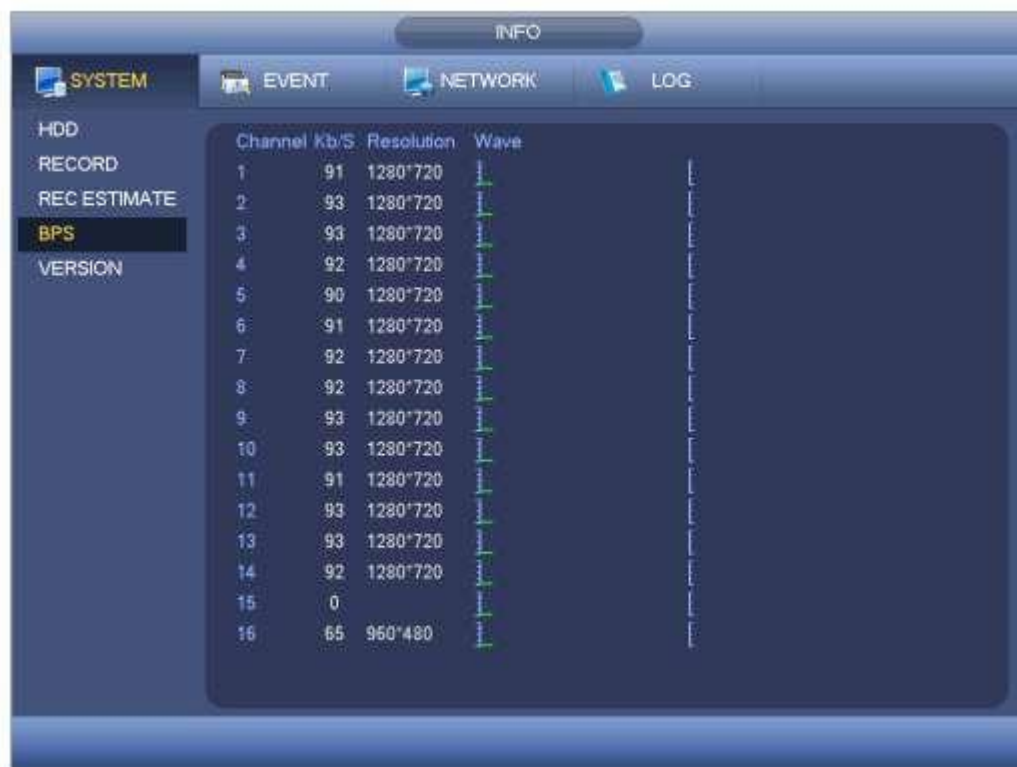 INFO
SYSTEM EVENT NETWORK LOG
HDD
RECORD
REC ESTIMATE
BPS
VERSION
Channel Kb/S Resolution Wave
1 91 1280*720
2 93 1280*720
3 93 1280*720
4 92 1280*720
5 90 1280*720
6 91 1280*720
7 92 1280*720
8 92 1280*720
9 93 1280*720
10 93 1280*720
11 91 1280*720
12 93 1280*720
13 93 1280*720
14 92 1280*720
15 0
16 65 960*480